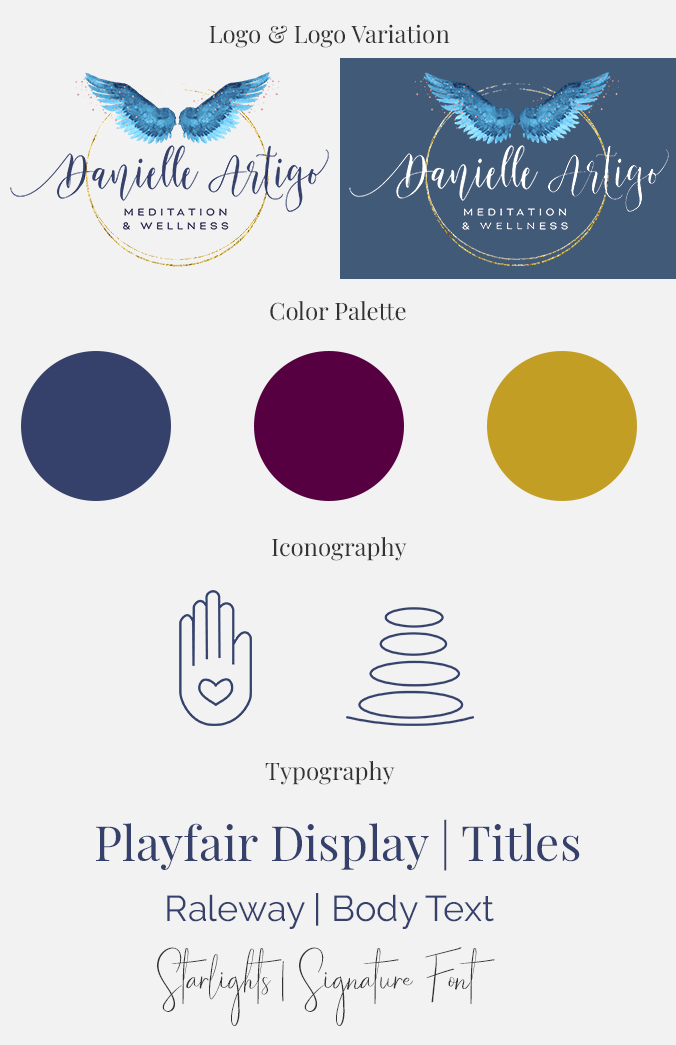 Logo & Logo Variation
Danielle Artigo
MEDITATION
& WELLNESS
Danielle Artigo
MEDITATION
& WELLNESS
Color Palette
Iconography
Typography
Playfair Display | Titles
Raleway | Body Text
Starlights | Signature Font